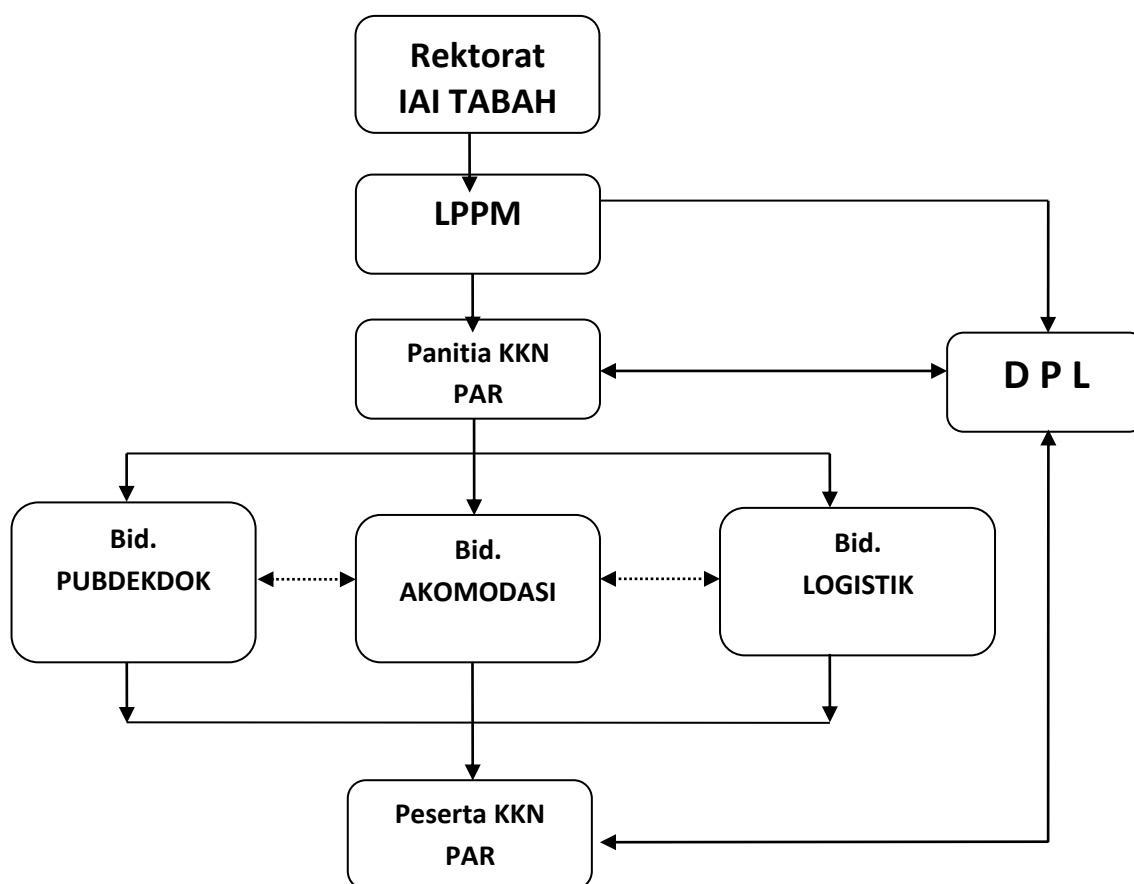 Rektorat
IAI TABAH
LPPM
Panitia KKN
PAR
D P L
Bid.
PUBDEKDOK
Bid.
AKOMODASI
Bid.
LOGISTIK
Peserta KKN
PAR